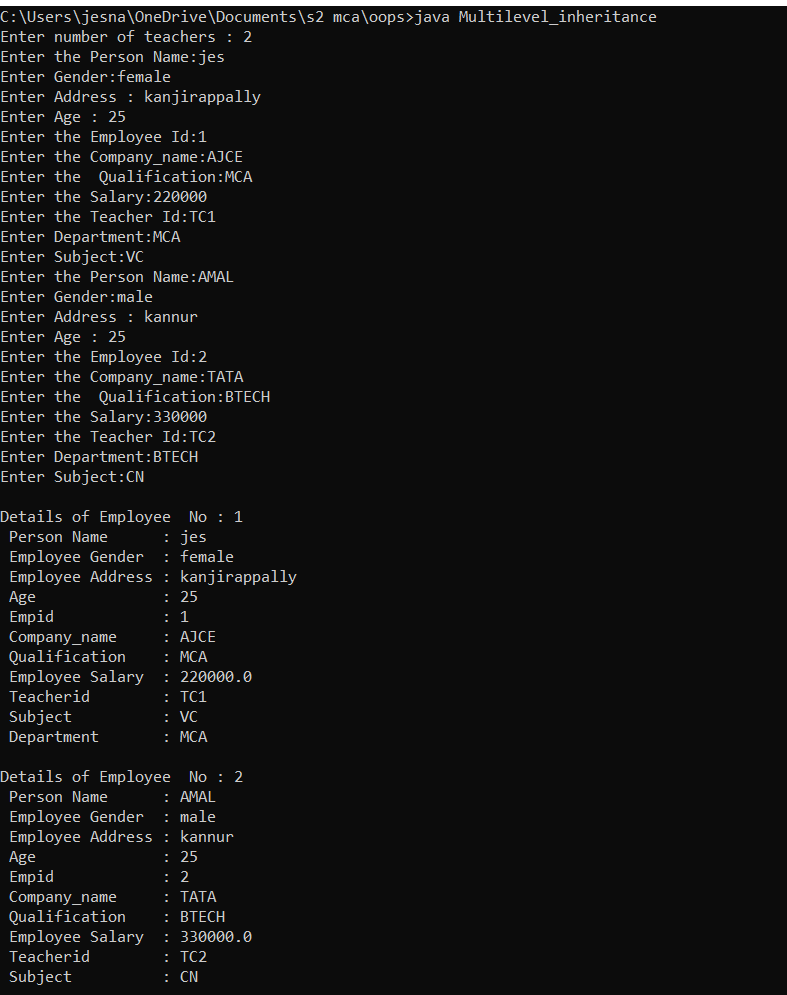 C:\Users\jesna\OneDrive\Documents\s2 mca\oops>java Multilevel_inheritance
Enter number of teachers : 2
Enter the Person Name:jes
Enter Gender:female
Enter Address : kanjirappally
Enter Age : 25
Enter the Employee Id:1
Enter the Company_name:AJCE
Enter the  Qualification:MCA
Enter the Salary:220000
Enter the Teacher Id:TC1
Enter Department:MCA
Enter Subject:VC
Enter the Person Name:AMAL
Enter Gender:male
Enter Address : kannur
Enter Age : 25
Enter the Employee Id:2
Enter the Company_name:TATA
Enter the  Qualification:BTECH
Enter the Salary:330000
Enter the Teacher Id:TC2
Enter Department:BTECH
Enter Subject:CN

Details of Employee  No : 1
 Person Name      : jes
 Employee Gender  : female
 Employee Address : kanjirappally
 Age              : 25
 Empid            : 1
 Company_name     : AJCE
 Qualification    : MCA
 Employee Salary  : 220000.0
 Teacherid        : TC1
 Subject          : VC
 Department       : MCA

Details of Employee  No : 2
 Person Name      : AMAL
 Employee Gender  : male
 Employee Address : kannur
 Age              : 25
 Empid            : 2
 Company_name     : TATA
 Qualification    : BTECH
 Employee Salary  : 330000.0
 Teacherid        : TC2
 Subject          : CN